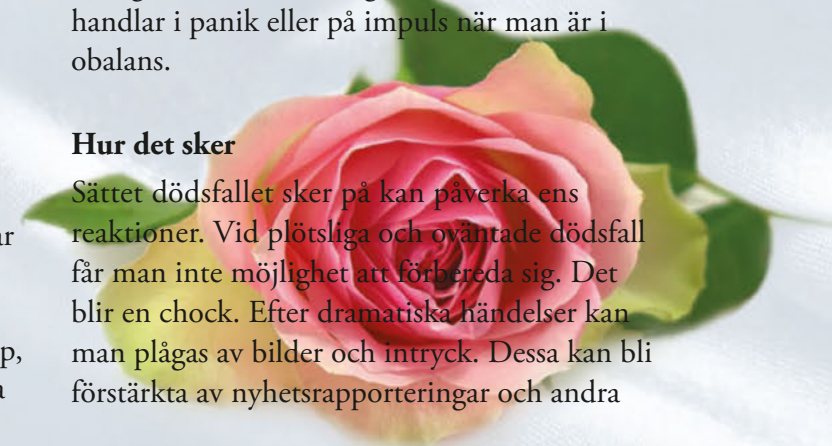 handlar i panik eller på impuls när man är i
obalans.
Hur det sker
Sättet dödsfallet sker på kan påverka ens
reaktioner. Vid plötsliga och oväntade dödsfall
får man inte möjlighet att förbereda sig. Det
blir en chock. Efter dramatiska händelser kan
man plågas av bilder och intryck. Dessa kan bli
förstärkta av nyhetsrapporteringar och andra